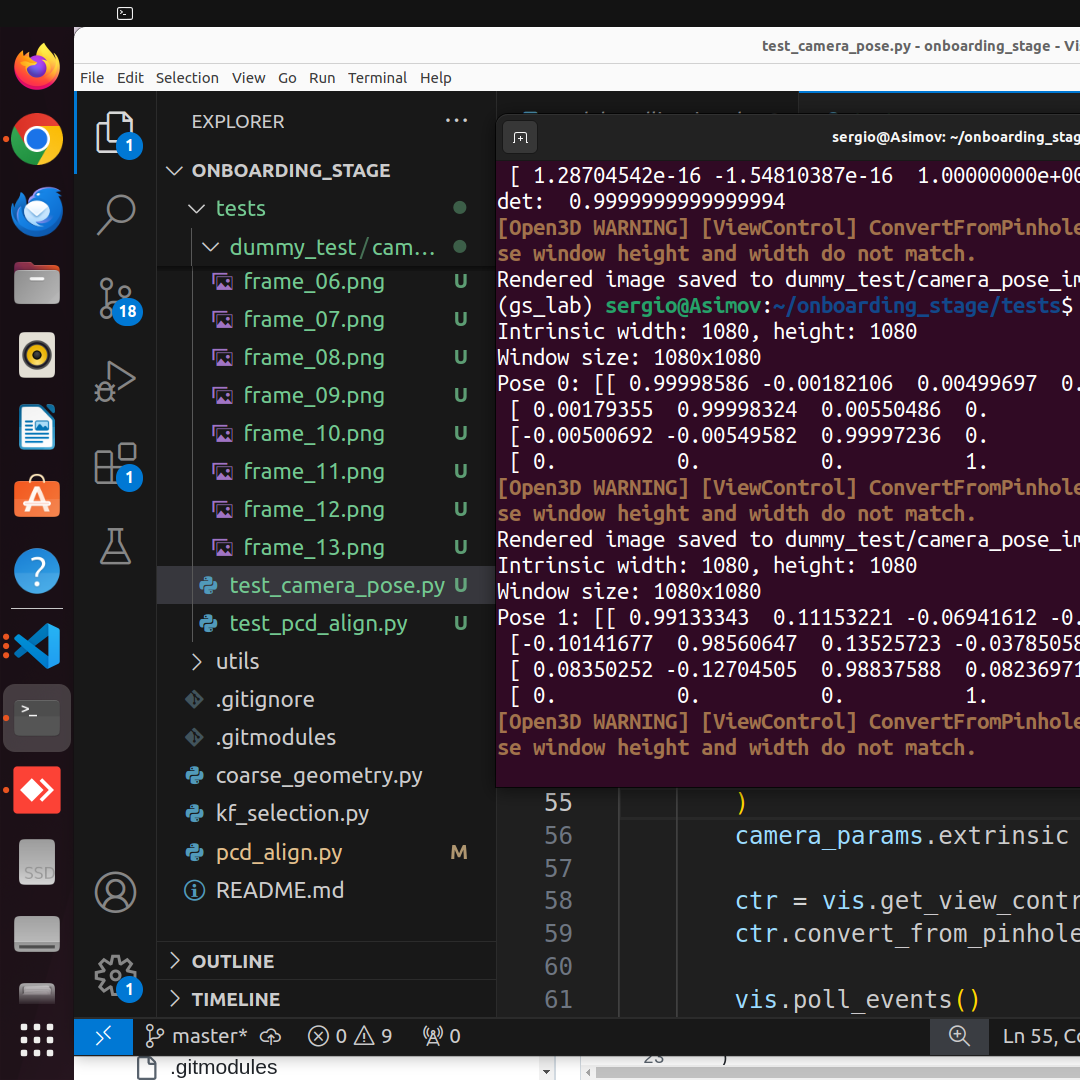 test_camera_pose.py - onboarding_stage - Vi
File Edit Selection View Go Run Terminal Help
EXPLORER
ONBOARDING_STAGE
tests
dummy_test/cam...
frame_06.png U
frame_07.png U
frame_08.png U
frame_09.png U
frame_10.png U
frame_11.png U
frame_12.png U
frame_13.png U
test_camera_pose.py U
test_pcd_align.py U
utils
.gitignore
.gitmodules
coarse_geometry.py
kf_selection.py
pcd_align.py M
README.md
OUTLINE
TIMELINE
1
18
1
1
SSD
sergio@Asimov: ~/onboarding_stag
[ 1.28704542e-16 -1.54810387e-16 1.00000000e+00
det: 0.9999999999999994
[Open3D WARNING] [ViewControl] ConvertFromPinhole
se window height and width do not match.
Rendered image saved to dummy_test/camera_pose_im
(gs_lab) sergio@Asimov:~/onboarding_stage/tests$
Intrinsic width: 1080, height: 1080
Window size: 1080x1080
Pose 0: [[ 0.99998586 -0.00182106 0.00499697 0.
[ 0.00179355 0.99998324 0.00550486 0.
[-0.00500692 -0.00549582 0.99997236 0.
[ 0. 0. 0. 1.
[Open3D WARNING] [ViewControl] ConvertFromPinhole
se window height and width do not match.
Rendered image saved to dummy_test/camera_pose_im
Intrinsic width: 1080, height: 1080
Window size: 1080x1080
Pose 1: [[ 0.99133343 0.11153221 -0.06941612 -0.
[-0.10141677 0.98560647 0.13525723 -0.03785058
[ 0.08350252 -0.12704505 0.98837588 0.08236971
[ 0. 0. 0. 1.
[Open3D WARNING] [ViewControl] ConvertFromPinhole
se window height and width do not match.
55 )
56 camera_params.extrinsic
57
58 ctr = vis.get_view_contr
59 ctr.convert_from_pinhole
60
61 vis.poll_events()
master* 0 9 0 Ln 55, Co
.gitmodules
23 )